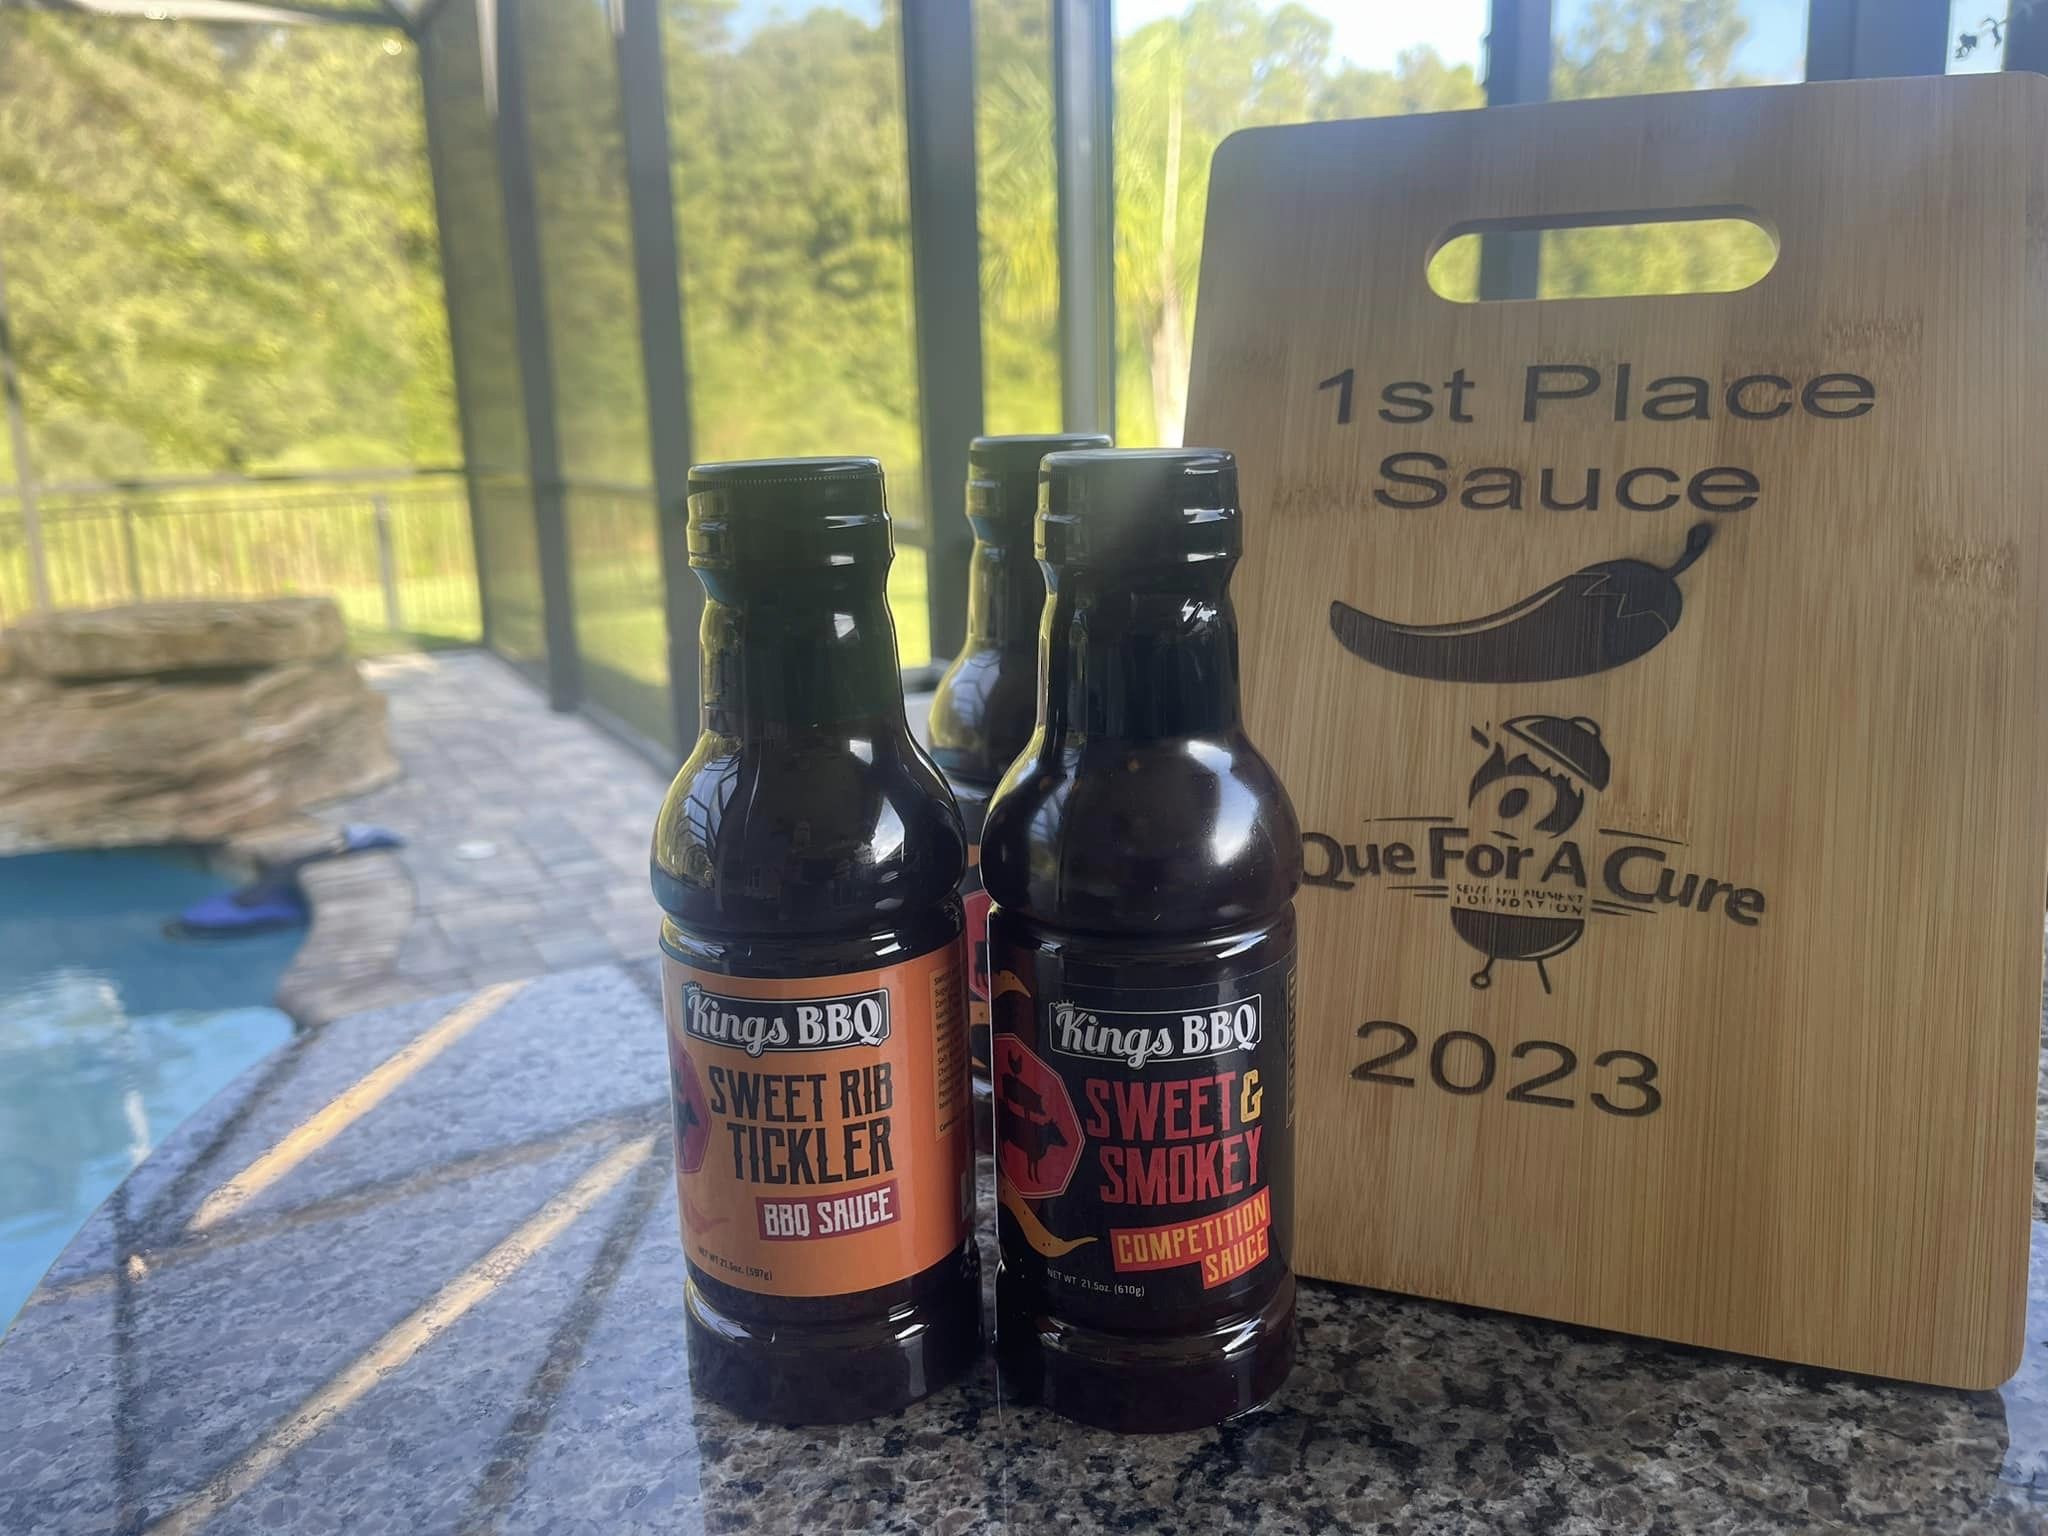 1st Place
Sauce
Que For A Cure
FOUNDATION
2023
Kings BBQ
SWEET RIB
TICKLER
BBQ SAUCE
NET WT 21.5oz. (597g)
Kings BBQ
SWEET &
SMOKEY
COMPETITION
SAUCE
NET WT 21.5oz. (610g)